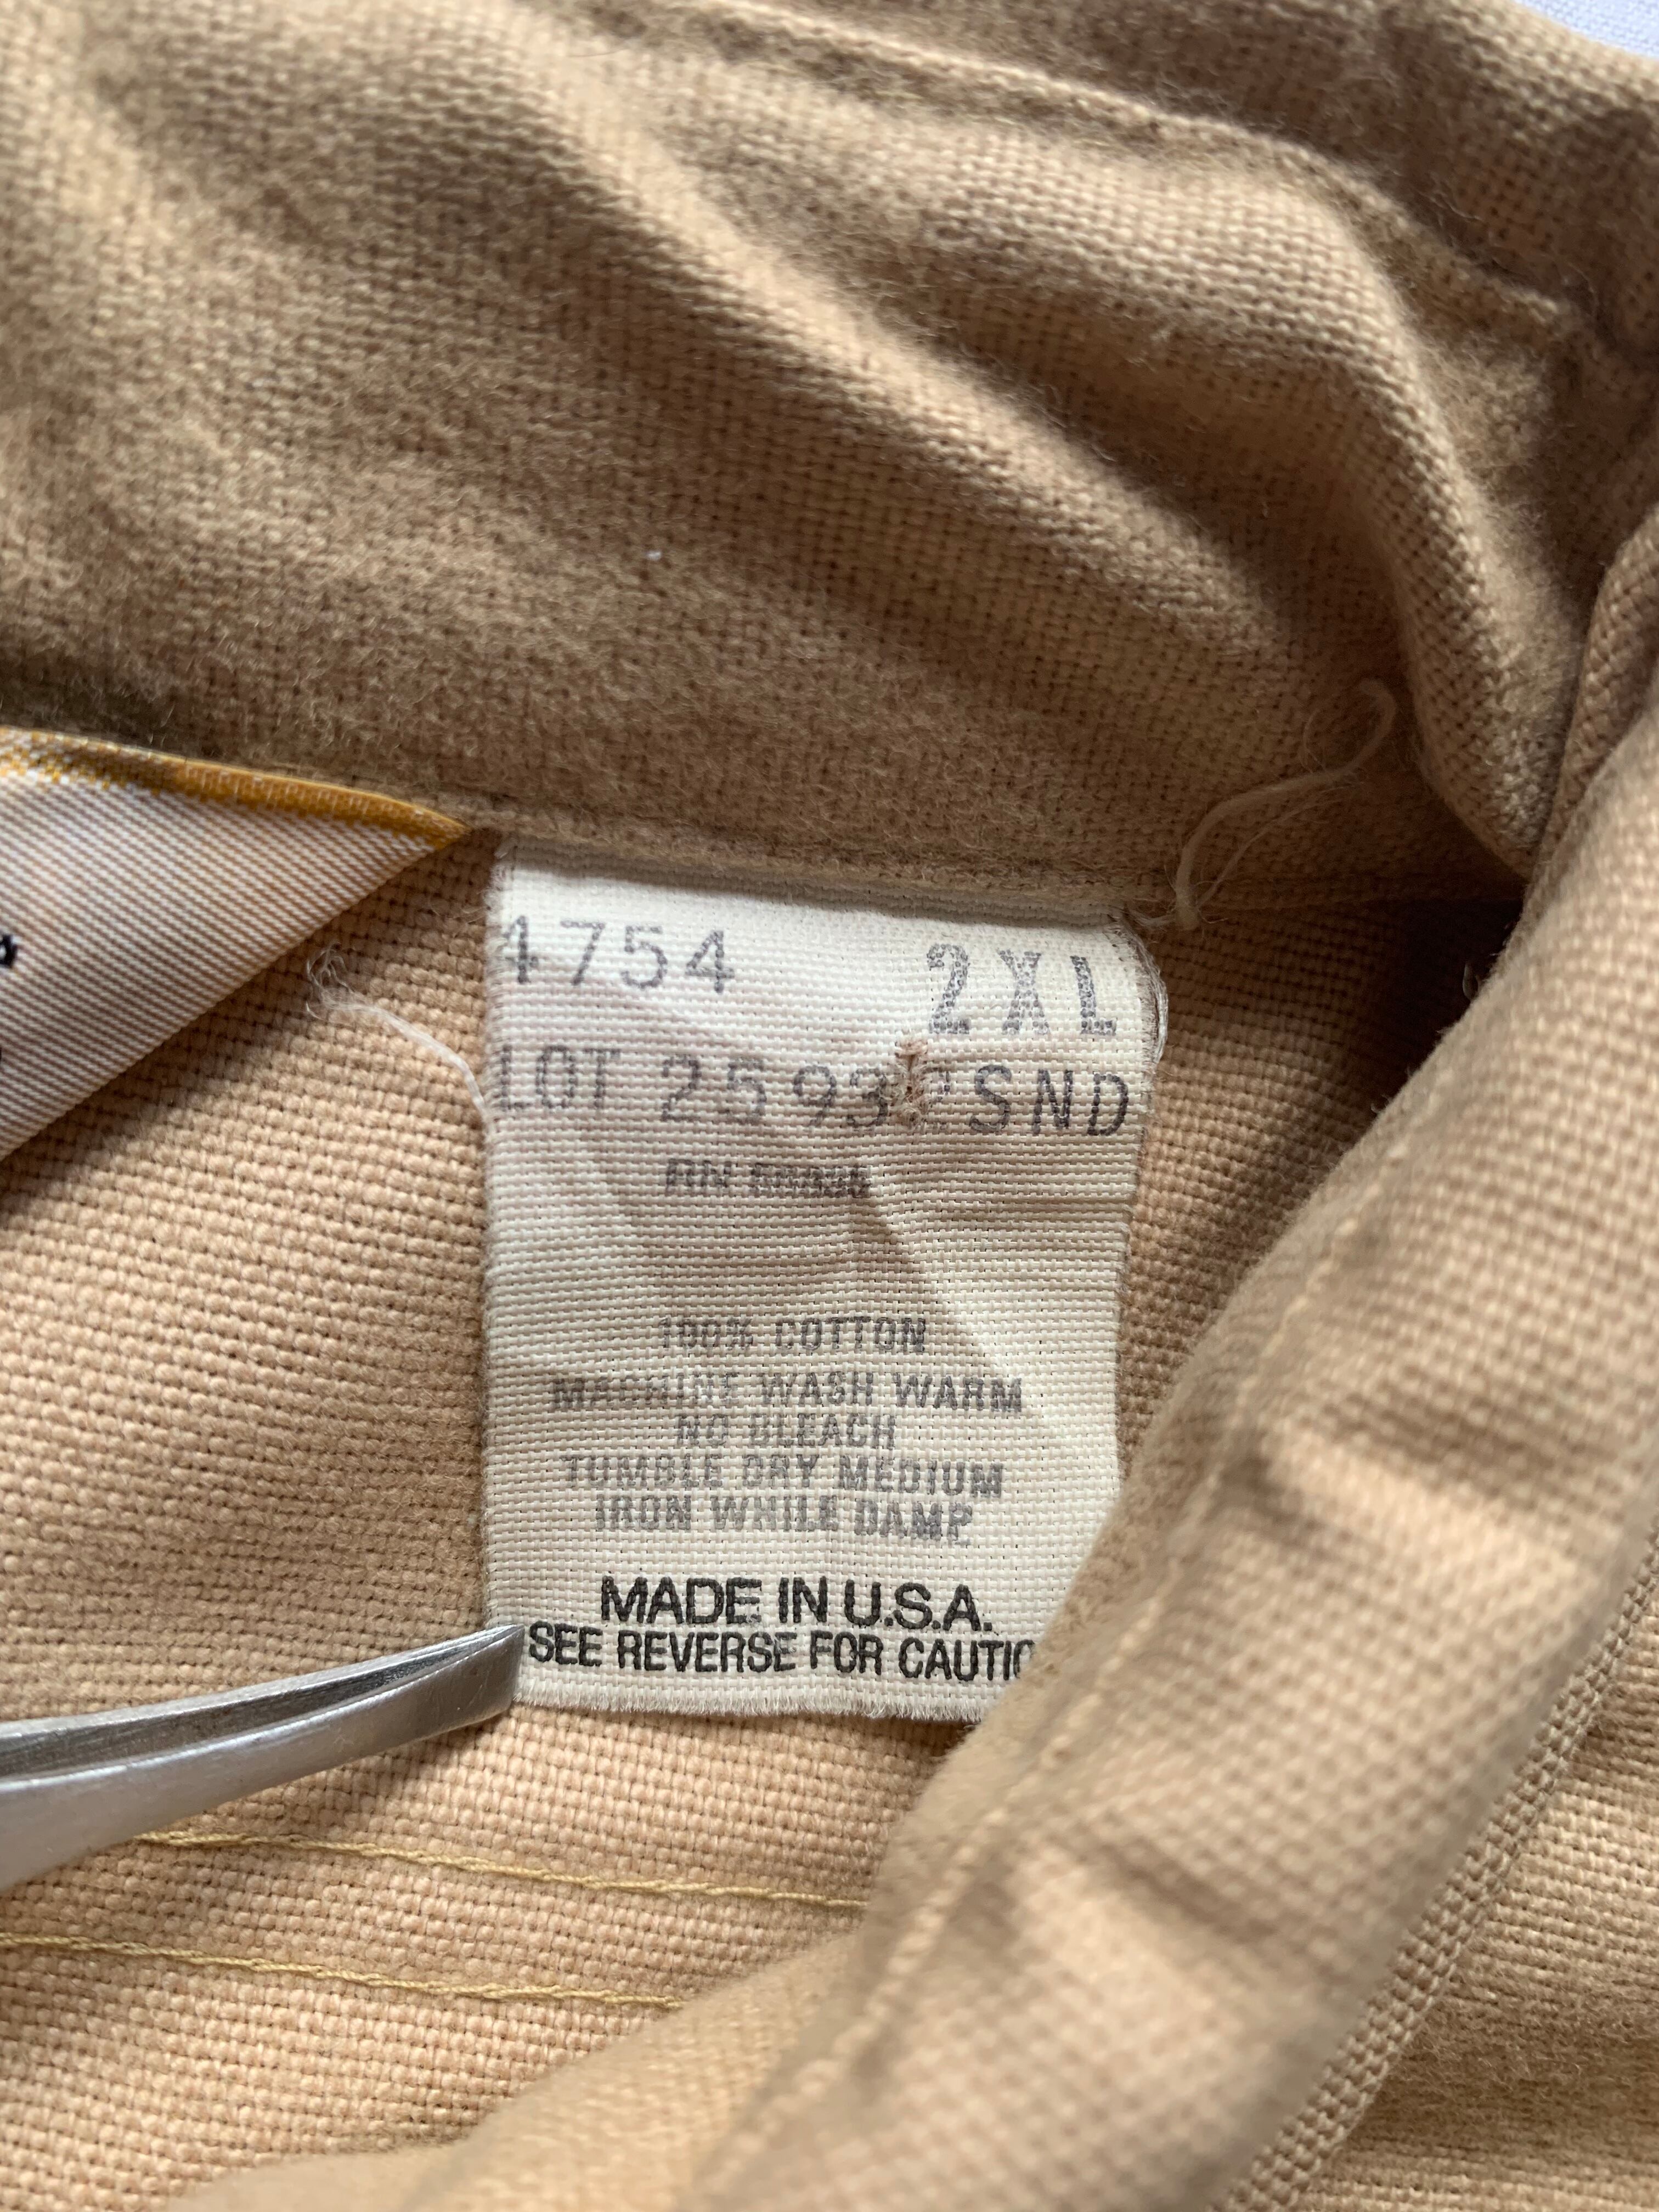 4754 2XL
LOT SND
RN
100% COTTON
MACHINE WASH WARM
NO BLEACH
TUMBLE DRY MEDIUM
IRON WHILE DAMP
MADE IN U.S.A.
SEE REVERSE FOR CAUTIO